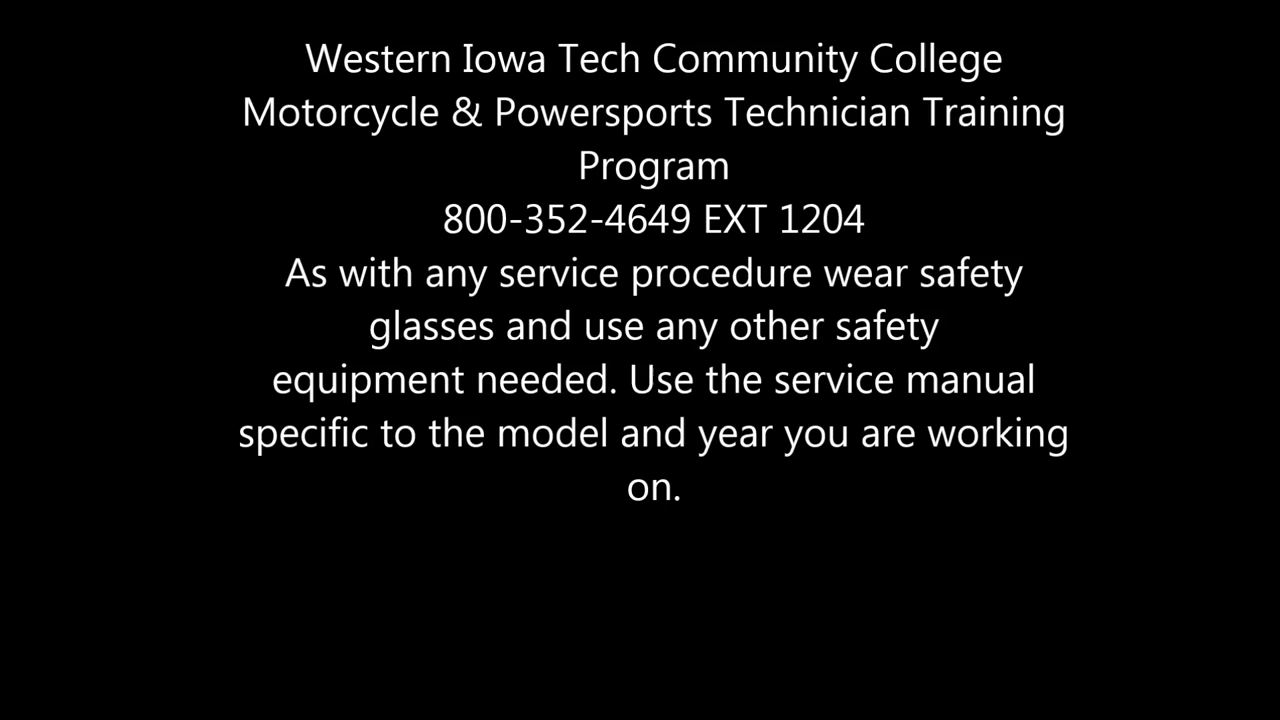 Western Iowa Tech Community College
Motorcycle & Powersports Technician Training
Program
800-352-4649 EXT 1204
As with any service procedure wear safety
glasses and use any other safety
equipment needed. Use the service manual
specific to the model and year you are working
on.